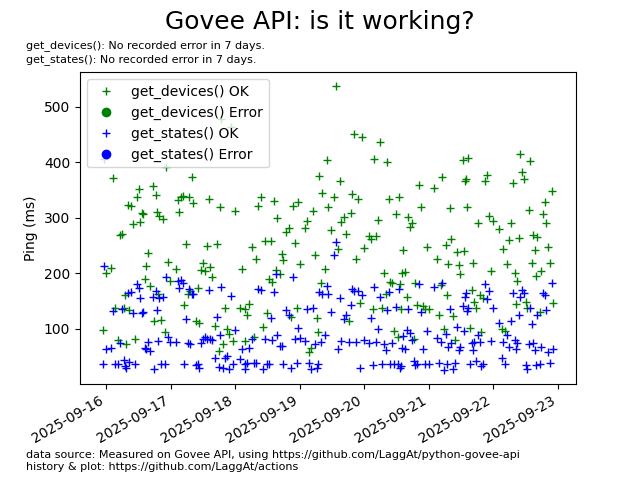 Govee API: is it working?
get_devices(): No recorded error in 7 days.
get_states(): No recorded error in 7 days.
get_devices() OK
get_devices() Error
get_states() OK
get_states() Error
Ping (ms)
500
400
300
200
100
2025-09-16
2025-09-17
2025-09-18
2025-09-19
2025-09-20
2025-09-21
2025-09-22
2025-09-23
data source: Measured on Govee API, using https://github.com/LaggAt/python-govee-api
history & plot: https://github.com/LaggAt/actions